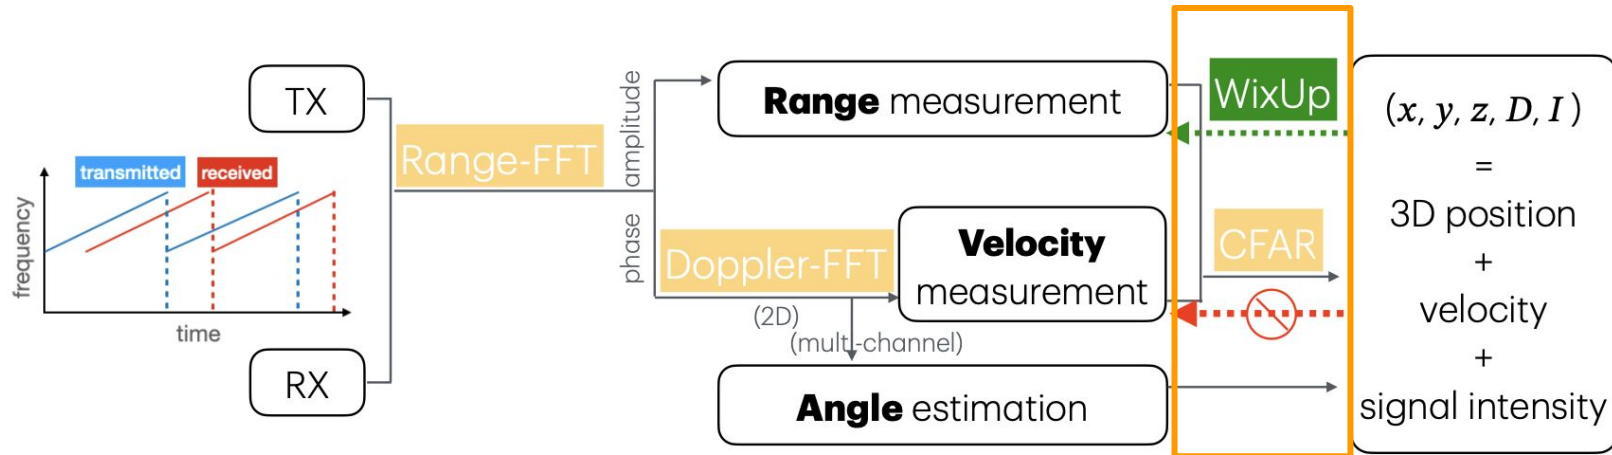 TX
transmitted
received
frequency
time
RX
Range-FFT
amplitude
phase
Doppler-FFT
(2D)
(multi-channel)
Range measurement
Velocity
measurement
Angle estimation
WixUp
CFAR
(x, y, z, D, I)
=
3D position
+
velocity
+
signal intensity